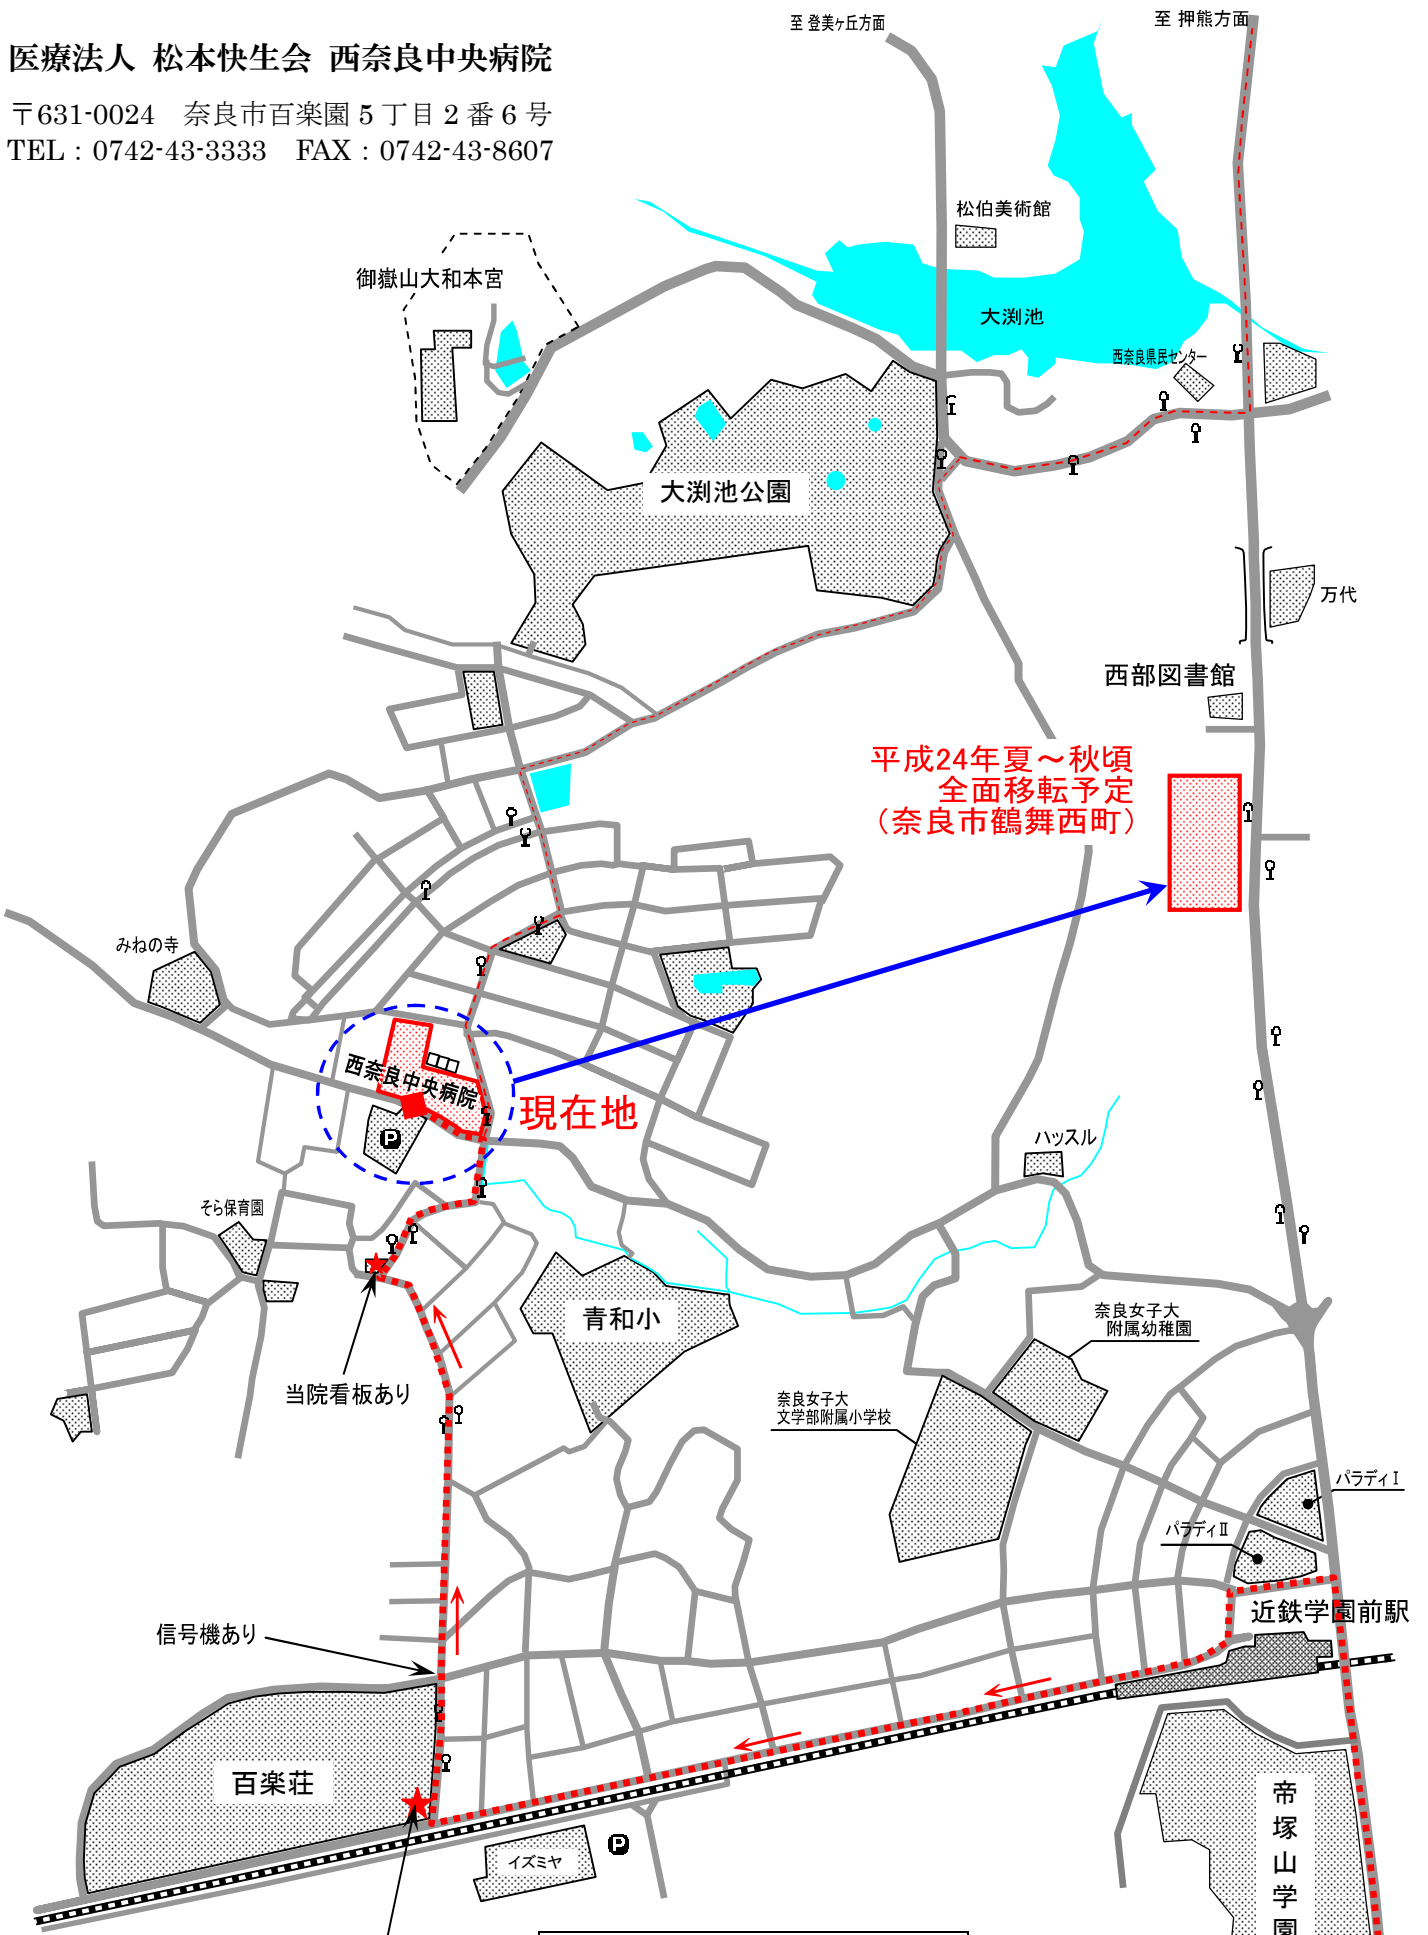 医療法人 松本快生会 西奈良中央病院
〒631-0024 奈良市百楽園5丁目2番6号
TEL：0742-43-3333 FAX：0742-43-8607
至 登美ヶ丘方面
至 押熊方面
松伯美術館
御嶽山大和本宮
大渕池
西奈良県民センター
大渕池公園
万代
西部図書館
平成24年夏～秋頃
全面移転予定
（奈良市鶴舞西町）
みねの寺
西奈良中央病院
現在地
P
ハッスル
そら保育園
青和小
奈良女子大
附属幼稚園
当院看板あり
奈良女子大
文学部附属小学校
パラディⅠ
パラディⅡ
近鉄学園前駅
信号機あり
百楽荘
帝塚山学園
イズミヤ
P